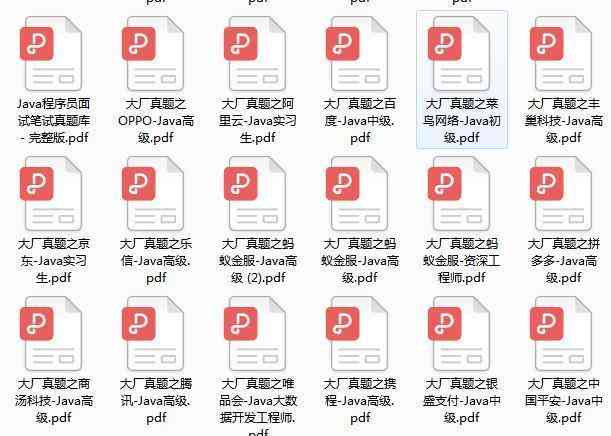 pdf
pdf
Java程序员面
试笔试真题库
- 完整版.pdf
大厂真题之
OPPO-Java高
级.pdf
大厂真题之阿
里云-Java实习
生.pdf
大厂真题之百
度-Java中级.
pdf
大厂真题之菜
鸟网络-Java初
级.pdf
大厂真题之丰
巢科技-Java高
级.pdf
大厂真题之京
东-Java实习
生.pdf
大厂真题之乐
信-Java高级.
pdf
大厂真题之蚂
蚁金服-Java高
级 (2).pdf
大厂真题之蚂
蚁金服-Java高
级.pdf
大厂真题之蚂
蚁金服-资深工
程师.pdf
大厂真题之拼
多多-Java高
级.pdf
大厂真题之商
汤科技-Java高
级.pdf
大厂真题之腾
讯-Java高级.
pdf
大厂真题之唯
品会-Java大数
据开发工程师.
pdf
大厂真题之携
程-Java高级.
pdf
大厂真题之银
盛支付-Java中
级.pdf
大厂真题之中
国平安-Java中
级.pdf